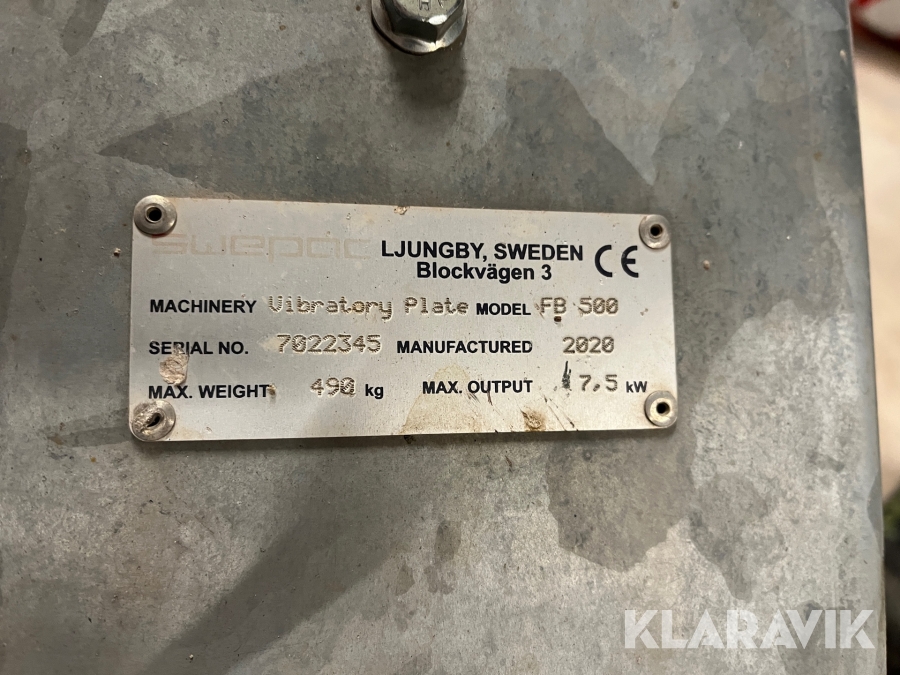 swepac
LJUNGBY, SWEDEN
Blockvägen 3
CE
MACHINERY Vibratory Plate MODEL FB 500
SERIAL NO. 7022345 MANUFACTURED 2020
MAX. WEIGHT 490 kg MAX. OUTPUT 7,5 kW
KLARAVIK